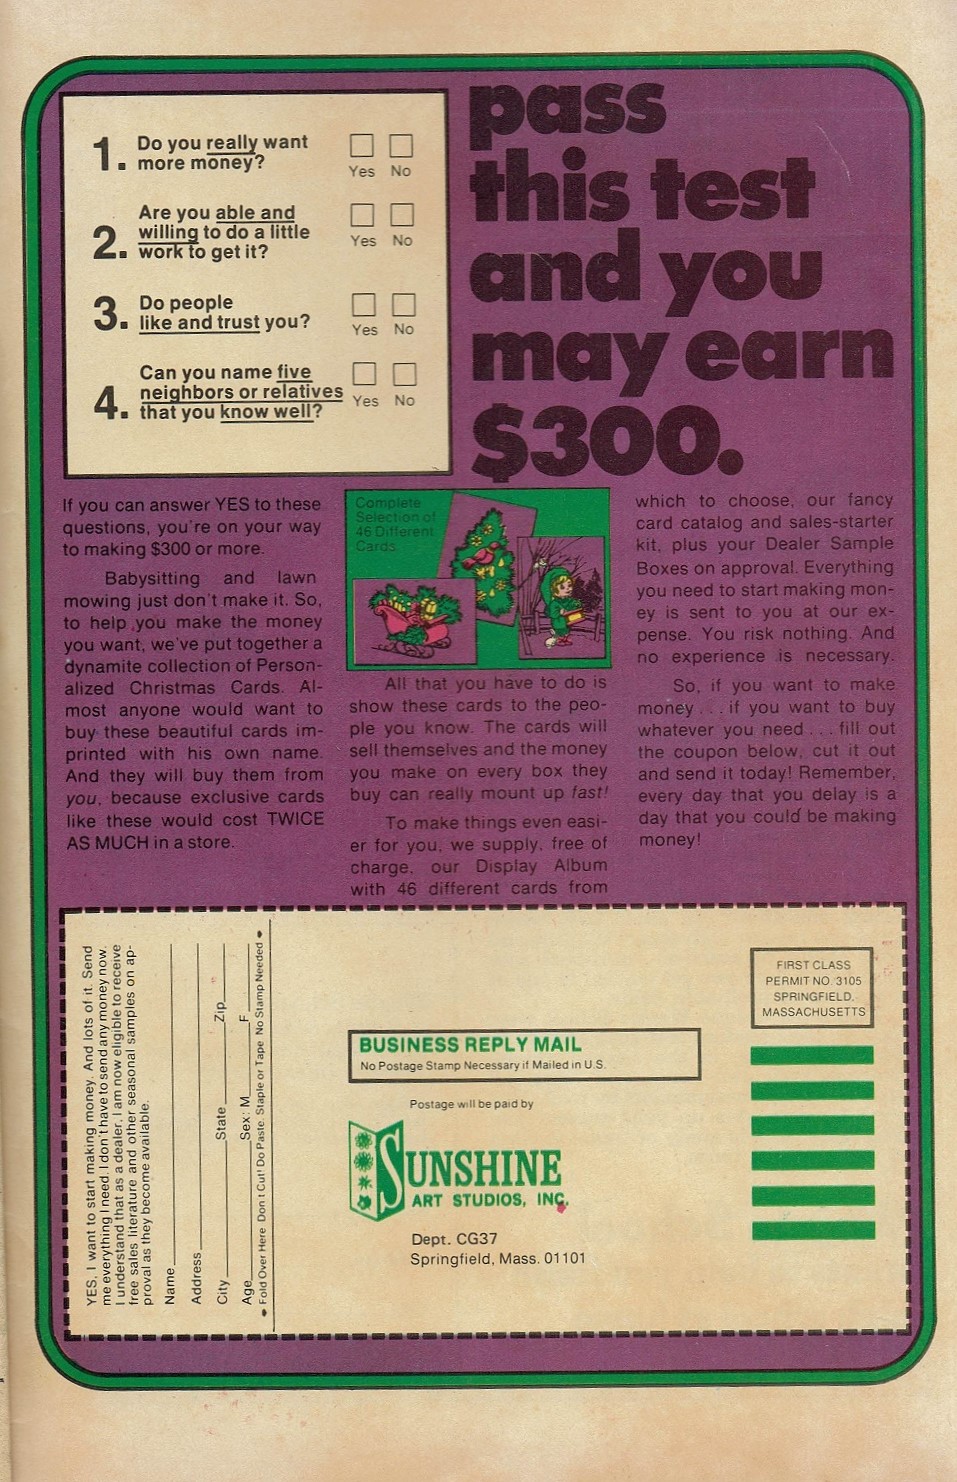 pass
this test
and you
may earn
$300.
1. Do you really want
more money?
Yes No
2. Are you able and
willing to do a little
work to get it?
Yes No
3. Do people
like and trust you?
Yes No
4. Can you name five
neighbors or relatives
that you know well?
Yes No
If you can answer YES to these
questions, you're on your way
to making $300 or more.
Babysitting and lawn
mowing just don't make it. So,
to help you make the money
you want, we've put together a
dynamite collection of Person-
alized Christmas Cards. Al-
most anyone would want to
buy these beautiful cards im-
printed with his own name.
And they will buy them from
you, because exclusive cards
like these would cost TWICE
AS MUCH in a store.
Complete
Selection of
46 Different
Cards
All that you have to do is
show these cards to the peo-
ple you know. The cards will
sell themselves and the money
you make on every box they
buy can really mount up fast!
To make things even easi-
er for you, we supply, free of
charge, our Display Album
with 46 different cards from
which to choose, our fancy
card catalog and sales-starter
kit, plus your Dealer Sample
Boxes on approval. Everything
you need to start making mon-
ey is sent to you at our ex-
pense. You risk nothing. And
no experience is necessary.
So, if you want to make
money . . . if you want to buy
whatever you need . . . fill out
the coupon below, cut it out
and send it today! Remember,
every day that you delay is a
day that you could be making
money!
YES, I want to start making money. And lots of it. Send
me everything I need. I don't have to send any money now.
I understand that as a dealer, I am now eligible to receive
free sales literature and other seasonal samples on ap-
proval as they become available.
Name
Address
City State Zip
Age Sex: M F
Fold Over Here Don't Cut! Do Paste, Staple or Tape No Stamp Needed
FIRST CLASS
PERMIT NO. 3105
SPRINGFIELD,
MASSACHUSETTS
BUSINESS REPLY MAIL
No Postage Stamp Necessary if Mailed in U.S.
Postage will be paid by
SUNSHINE
ART STUDIOS, INC.
Dept. CG37
Springfield, Mass. 01101